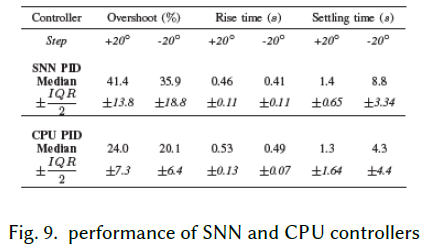 Controller Overshoot (%) Rise time (s) Settling time (s)
Step +20° -20° +20° -20° +20° -20°
SNN PID
Median 41.4 35.9 0.46 0.41 1.4 8.8
± IQR / 2 ±13.8 ±18.8 ±0.11 ±0.11 ±0.65 ±3.34
CPU PID
Median 24.0 20.1 0.53 0.49 1.3 4.3
± IQR / 2 ±7.3 ±6.4 ±0.13 ±0.07 ±1.64 ±4.4
Fig. 9. performance of SNN and CPU controllers